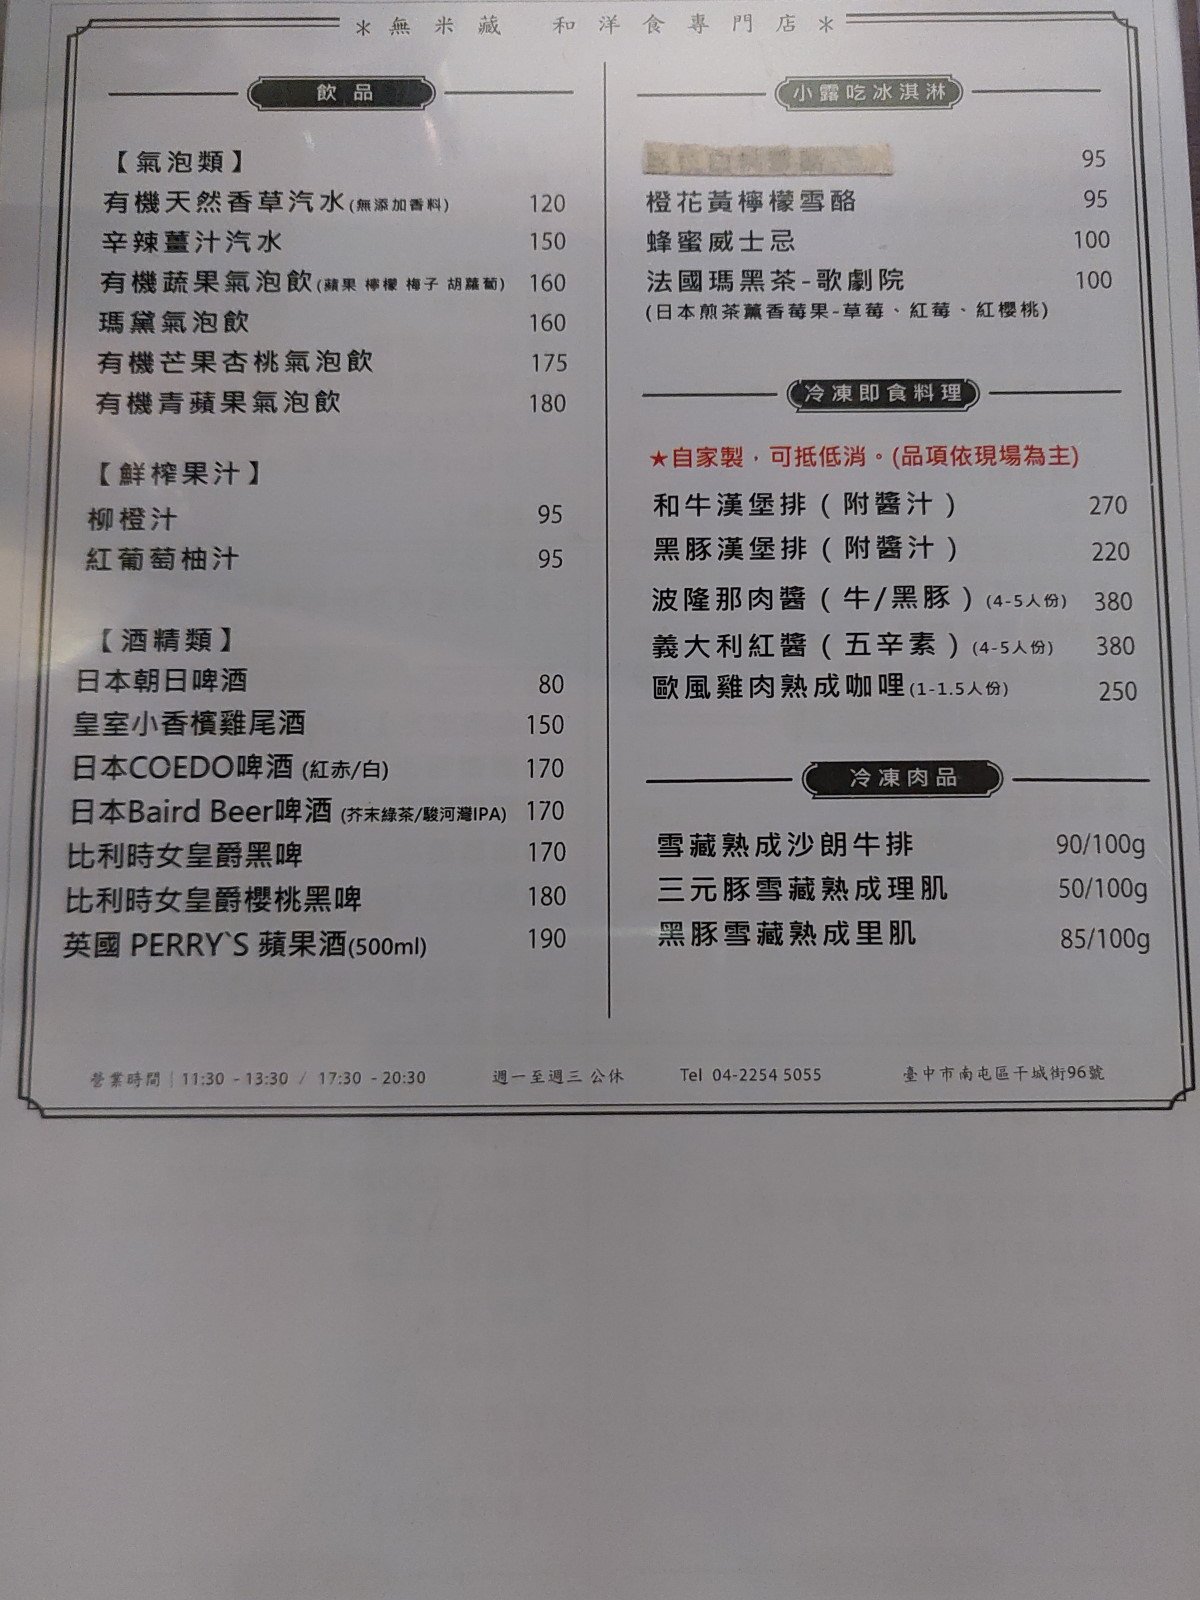 ＊無米藏 和洋食專門店＊
飲品
【氣泡類】
有機天然香草汽水(無添加香料) 120
辛辣薑汁汽水 150
有機蔬果氣泡飲(蘋果 檸檬 梅子 胡蘿蔔) 160
瑪黛氣泡飲 160
有機芒果杏桃氣泡飲 175
有機青蘋果氣泡飲 180
【鮮榨果汁】
柳橙汁 95
紅葡萄柚汁 95
【酒精類】
日本朝日啤酒 80
皇室小香檳雞尾酒 150
日本COEDO啤酒 (紅赤/白) 170
日本Baird Beer啤酒 (芥末綠茶/駿河灣IPA) 170
比利時女皇爵黑啤 170
比利時女皇爵櫻桃黑啤 180
英國 PERRY`S 蘋果酒(500ml) 190
小露吃冰淇淋
95
橙花黃檸檬雪酪 95
蜂蜜威士忌 100
法國瑪黑茶-歌劇院 100
(日本煎茶薰香莓果-草莓、紅莓、紅櫻桃)
冷凍即食料理
★自家製，可抵低消。(品項依現場為主)
和牛漢堡排（附醬汁） 270
黑豚漢堡排（附醬汁） 220
波隆那肉醬（牛/黑豚）(4-5人份) 380
義大利紅醬（五辛素）(4-5人份) 380
歐風雞肉熟成咖哩(1-1.5人份) 250
冷凍肉品
雪藏熟成沙朗牛排 90/100g
三元豚雪藏熟成理肌 50/100g
黑豚雪藏熟成里肌 85/100g
營業時間｜11:30 - 13:30 / 17:30 - 20:30 週一至週三 公休 Tel 04-2254 5055 臺中市南屯區干城街96號